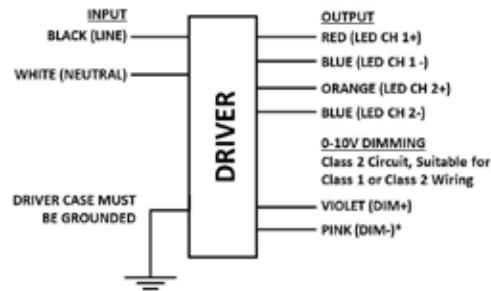 INPUT
BLACK (LINE)
WHITE (NEUTRAL)
DRIVER CASE MUST
BE GROUNDED
DRIVER
OUTPUT
RED (LED CH 1+)
BLUE (LED CH 1 -)
ORANGE (LED CH 2+)
BLUE (LED CH 2-)
0-10V DIMMING
Class 2 Circuit, Suitable for
Class 1 or Class 2 Wiring
VIOLET (DIM+)
PINK (DIM-)*